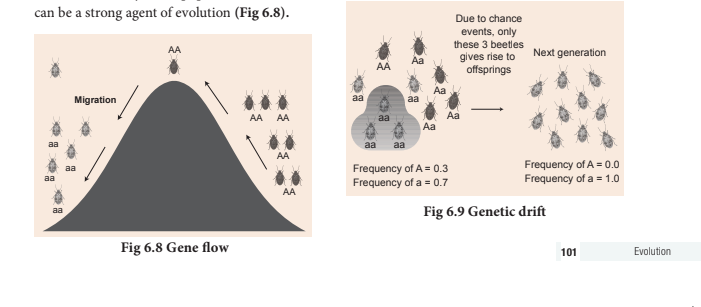 can be a strong agent of evolution (Fig 6.8).
AA
Migration
AA AA AA
AA
AA
aa
aa
aa
aa
Fig 6.8 Gene flow
Due to chance
events, only
these 3 beetles
gives rise to
offsprings
Next generation
AA
Aa
Aa
aa
aa
Aa
Aa
aa
aa
aa
Frequency of A = 0.3
Frequency of a = 0.7
Frequency of A = 0.0
Frequency of a = 1.0
Fig 6.9 Genetic drift
101 Evolution